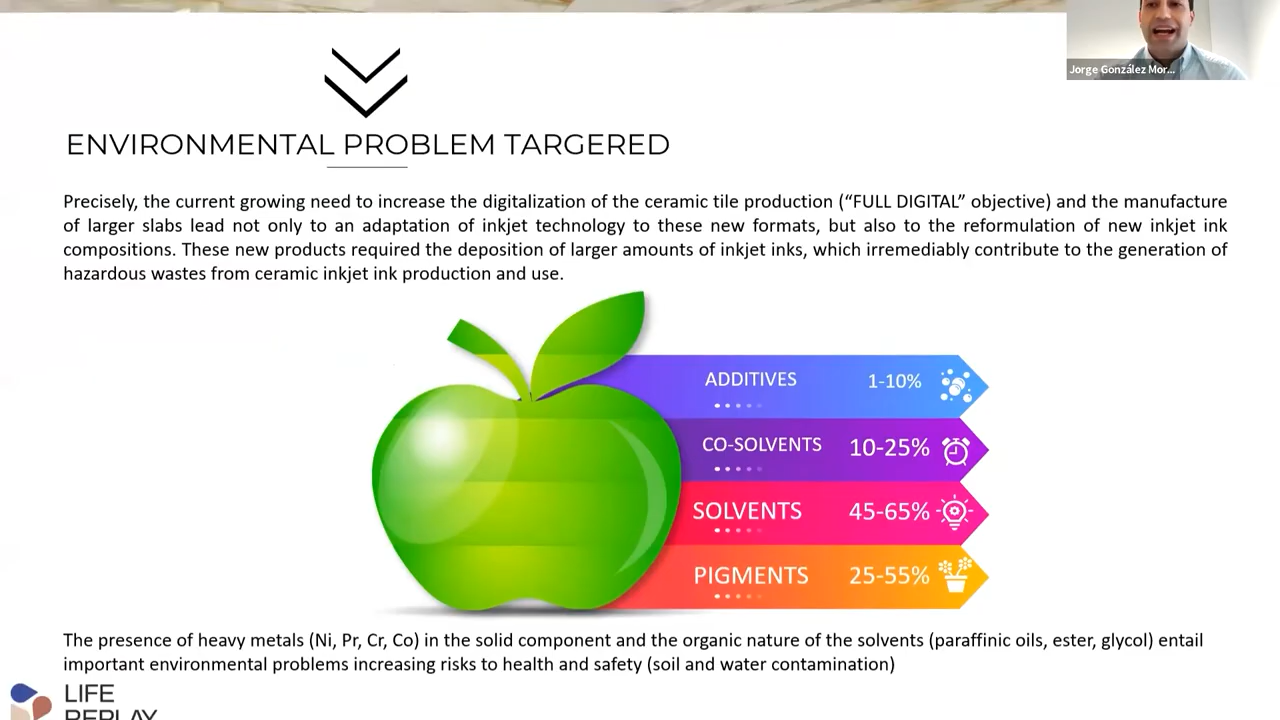 Jorge González Mor...
ENVIRONMENTAL PROBLEM TARGERED
Precisely, the current growing need to increase the digitalization of the ceramic tile production (“FULL DIGITAL” objective) and the manufacture
of larger slabs lead not only to an adaptation of inkjet technology to these new formats, but also to the reformulation of new inkjet ink
compositions. These new products required the deposition of larger amounts of inkjet inks, which irremediably contribute to the generation of
hazardous wastes from ceramic inkjet ink production and use.
ADDITIVES 1-10%
CO-SOLVENTS 10-25%
SOLVENTS 45-65%
PIGMENTS 25-55%
The presence of heavy metals (Ni, Pr, Cr, Co) in the solid component and the organic nature of the solvents (paraffinic oils, ester, glycol) entail
important environmental problems increasing risks to health and safety (soil and water contamination)
LIFE
REPLAY